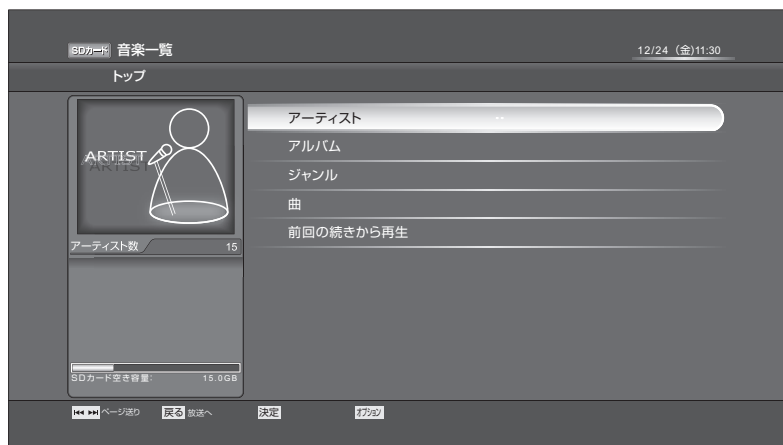 SDカード 音楽一覧
12/24 (金)11:30
トップ
ARTIST
アーティスト数 15
SDカード空き容量: 15.0GB
アーティスト
アルバム
ジャンル
曲
前回の続きから再生
ページ送り 戻る 放送へ 決定 オプション